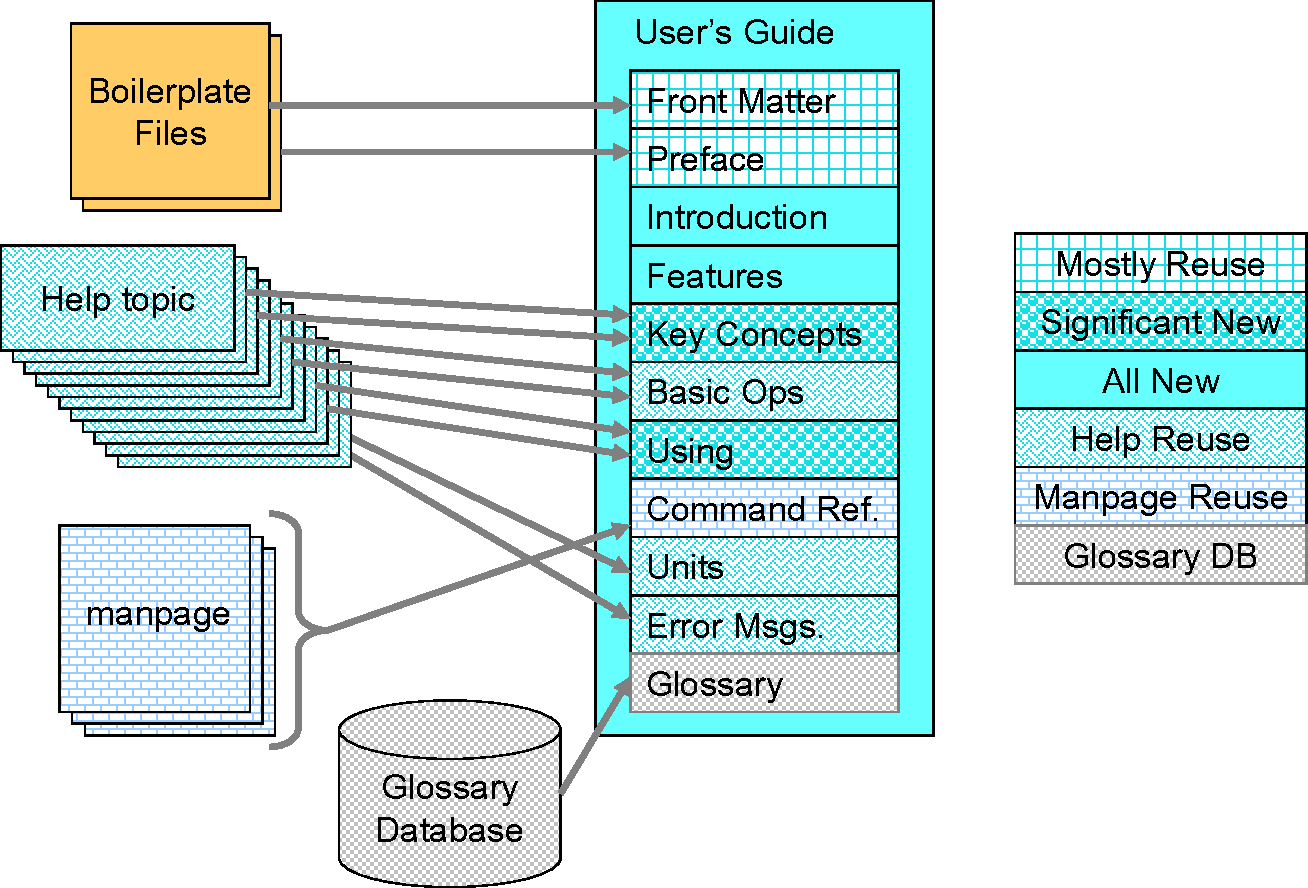 Boilerplate
Files
Help topic
manpage
Glossary
Database
User's Guide
Front Matter
Preface
Introduction
Features
Key Concepts
Basic Ops
Using
Command Ref.
Units
Error Msgs.
Glossary
Mostly Reuse
Significant New
All New
Help Reuse
Manpage Reuse
Glossary DB